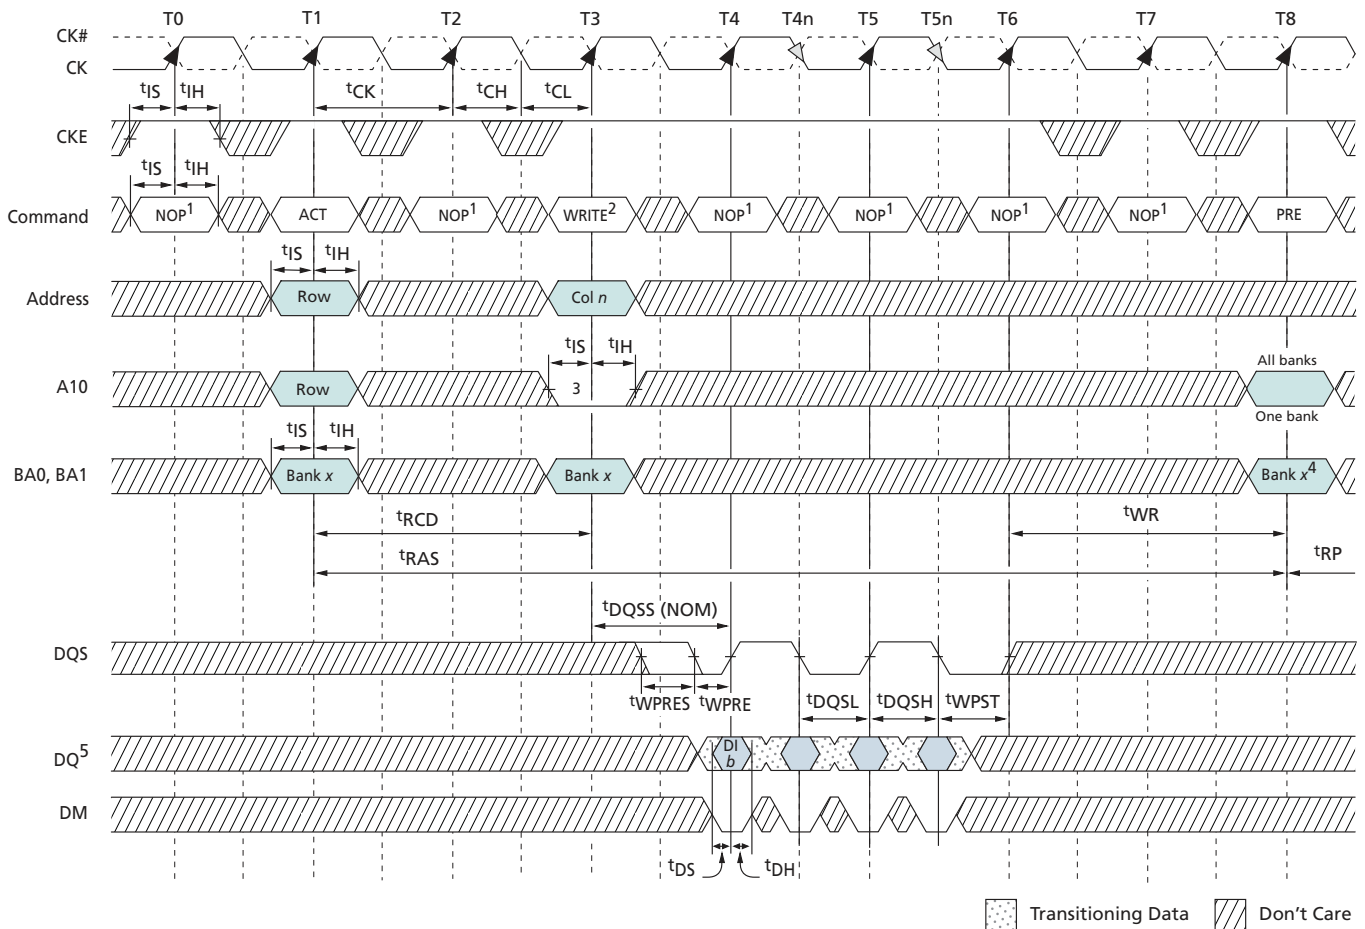 T0 T1 T2 T3 T4 T4n T5 T5n T6 T7 T8
CK#
CK
tIS tIH tCK tCH tCL
CKE
tIS tIH
Command NOP1 ACT NOP1 WRITE2 NOP1 NOP1 NOP1 NOP1 PRE
tIS tIH
Address Row Col n
tIS tIH All banks
A10 Row 3
One bank
tIS tIH
BA0, BA1 Bank x Bank x Bank x4
tRCD tWR
tRAS tRP
tDQSS (NOM)
DQS
tWPRES tWPRE tDQSL tDQSH tWPST
DQ5 DI
b
DM
tDS tDH
Transitioning Data Don't Care